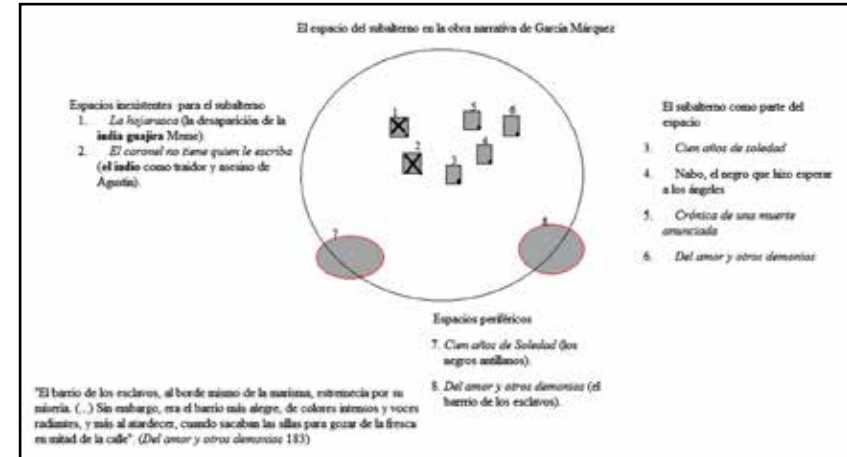 El espacio del subalterno en la obra narrativa de García Márquez
Espacios inexistentes para el subalterno
1. La hojarasca (la desaparición de la
india guajira Meme).
2. El coronel no tiene quien le escriba
(el indio como traidor y asesino de
Agustín).
1
2
3
4
5
6
7
8
El subalterno como parte del
espacio
3. Cien años de soledad
4. Nabo, el negro que hizo esperar
a los ángeles
5. Crónica de una muerte
anunciada
6. Del amor y otros demonios
Espacios periféricos
7. Cien años de Soledad (los
negros antillanos).
8. Del amor y otros demonios (el
barrio de los esclavos).
"El barrio de los esclavos, al borde mismo de la marisma, estremecía por su
miseria. (...) Sin embargo, era el barrio más alegre, de colores intensos y voces
radiantes, y más al atardecer, cuando sacaban las sillas para gozar de la fresca
en mitad de la calle". (Del amor y otros demonios 183)